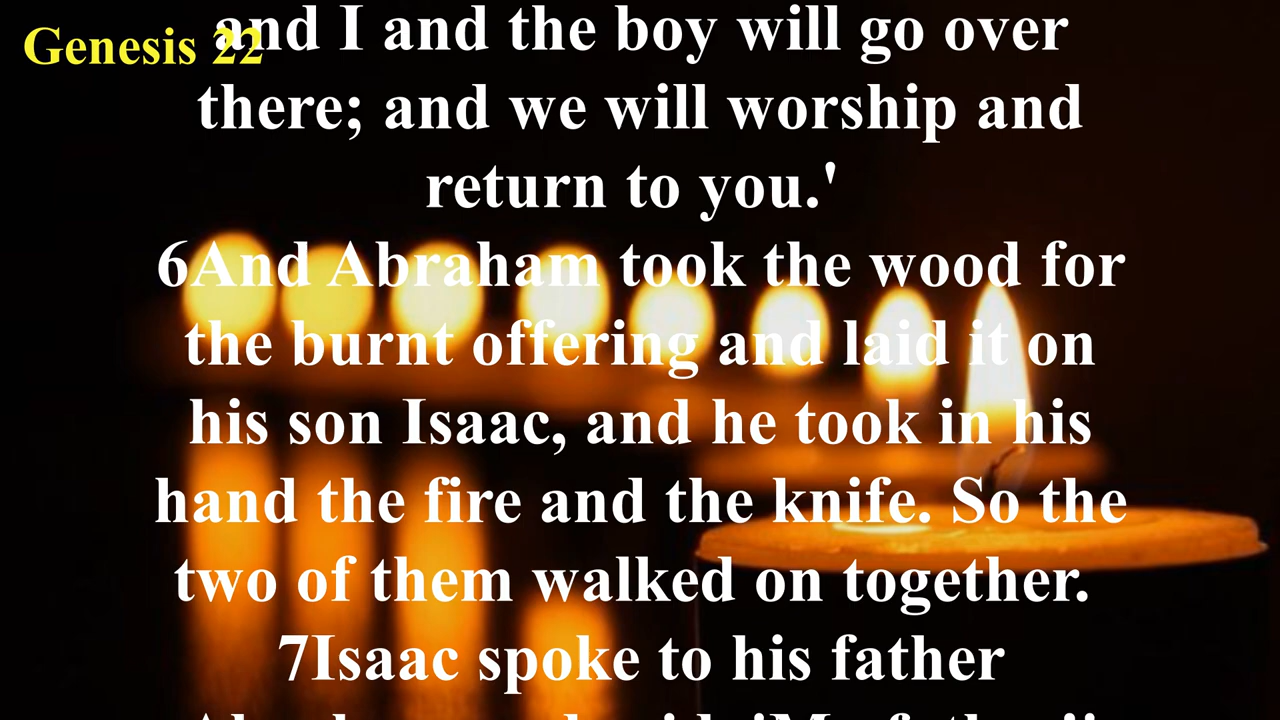 Genesis 22
and I and the boy will go over
there; and we will worship and
return to you.'
6And Abraham took the wood for
the burnt offering and laid it on
his son Isaac, and he took in his
hand the fire and the knife. So the
two of them walked on together.
7Isaac spoke to his father